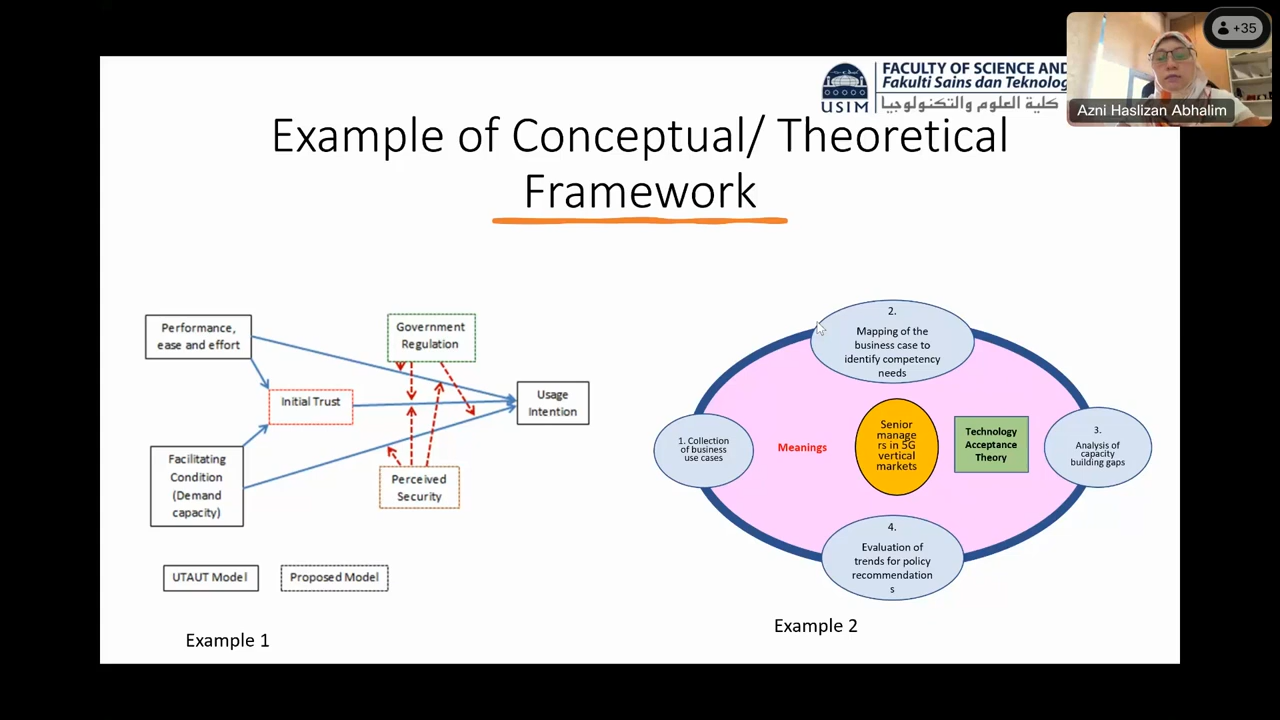 +35
Azni Haslizan Abhalim
USIM
FACULTY OF SCIENCE AND
Fakulti Sains dan Teknolog
كلية العلوم والتكنولوجيا
Example of Conceptual/ Theoretical
Framework
Performance,
ease and effort
Government
Regulation
Initial Trust
Usage
Intention
Facilitating
Condition
(Demand
capacity)
Perceived
Security
UTAUT Model
Proposed Model
Example 1
2.
Mapping of the
business case to
identify competency
needs
1. Collection
of business
use cases
Meanings
Senior
manage
rs in 5G
vertical
markets
Technology
Acceptance
Theory
3.
Analysis of
capacity
building gaps
4.
Evaluation of
trends for policy
recommendation
s
Example 2